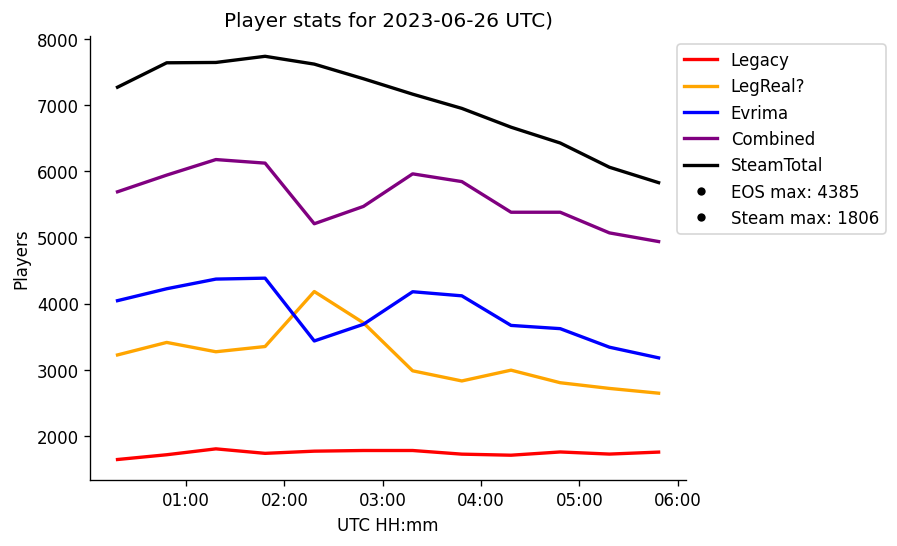 Player stats for 2023-06-26 UTC)
8000
7000
6000
5000
4000
3000
2000
Players
01:00 02:00 03:00 04:00 05:00 06:00
UTC HH:mm
Legacy
LegReal?
Evrima
Combined
SteamTotal
EOS max: 4385
Steam max: 1806